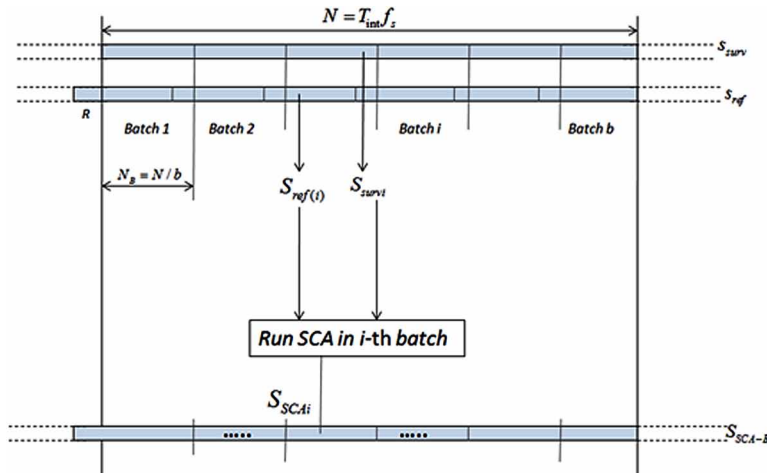 N = T_int f_s
S_surv
S_ref
R
Batch 1 Batch 2 Batch i Batch b
N_B = N / b
S_ref(i) S_survi
Run SCA in i-th batch
S_SCAi
..... .....